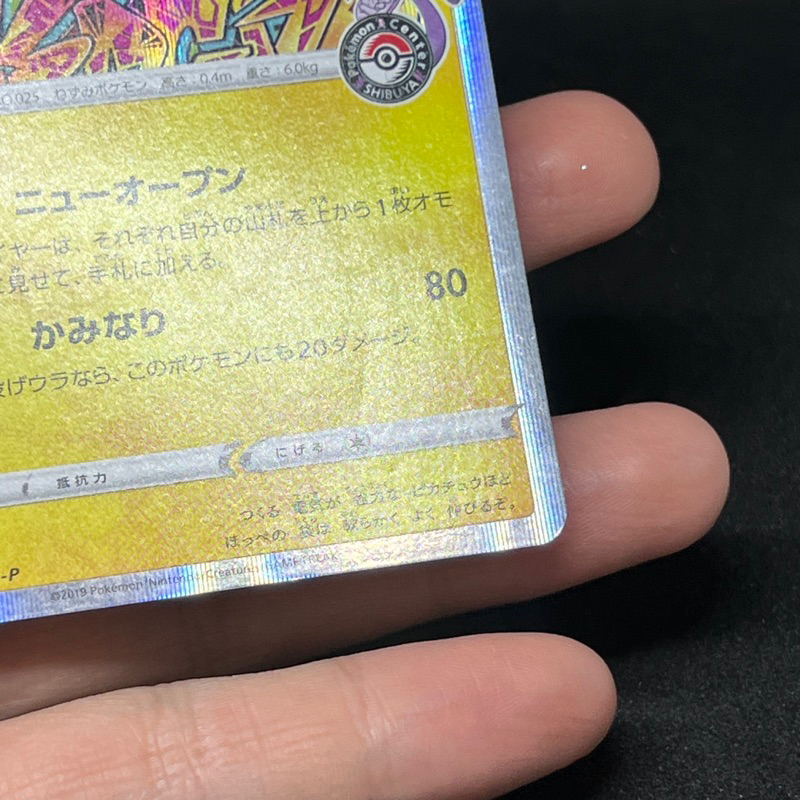 Pokémon Center
SHIBUYA
025 ねずみポケモン 高さ:0.4m 重さ:6.0kg
ニューオープン
イヤーは、それぞれ自分の山札を上から1枚オモ
見せて、手札に加える。
かみなり 80
げウラなら、このポケモンにも20ダメージ。
抵抗力 にげる
つくる 電気が 強力な ピカチュウほど
ほっぺの 袋は 軟らかく よく 伸びるぞ。
-P
©2019 Pokémon/Nintendo/Creatures/GAME FREAK